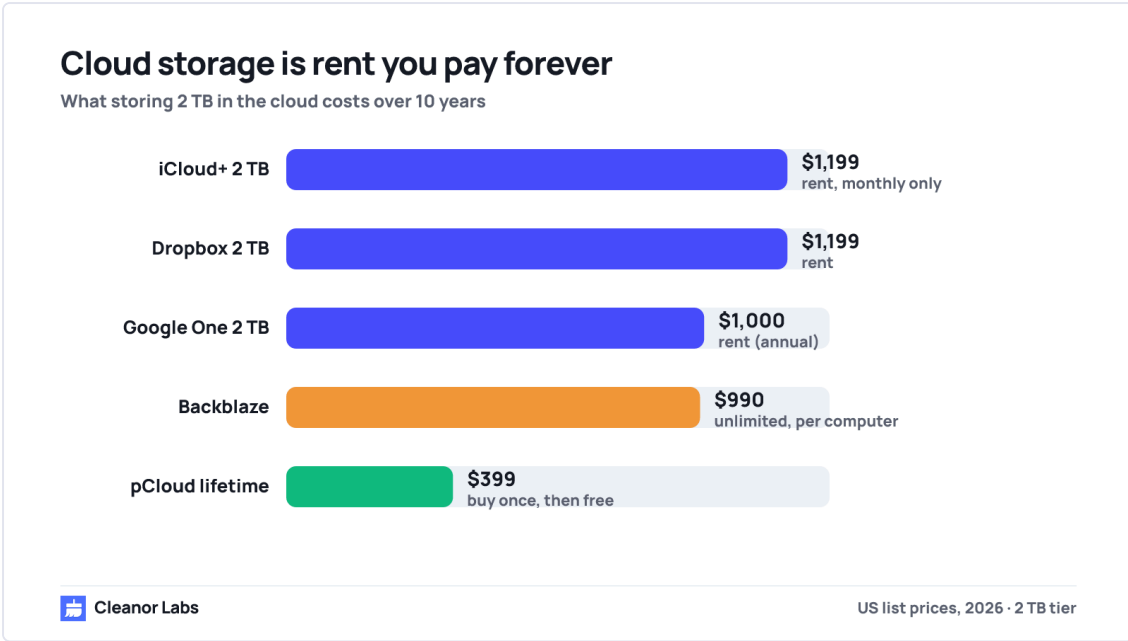 Cloud storage is rent you pay forever
What storing 2 TB in the cloud costs over 10 years
iCloud+ 2 TB
$1,199
rent, monthly only
Dropbox 2 TB
$1,199
rent
Google One 2 TB
$1,000
rent (annual)
Backblaze
$990
unlimited, per computer
pCloud lifetime
$399
buy once, then free
Cleanor Labs
US list prices, 2026 · 2 TB tier